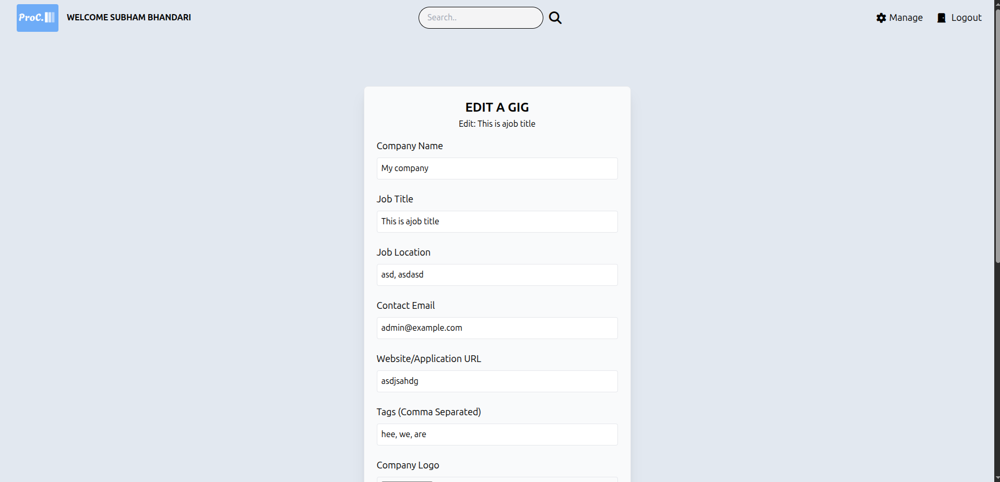 ProC.
WELCOME SUBHAM BHANDARI
Search..
Manage
Logout
EDIT A GIG
Edit: This is ajob title
Company Name
My company
Job Title
This is ajob title
Job Location
asd, asdasd
Contact Email
admin@example.com
Website/Application URL
asdjsahdg
Tags (Comma Separated)
hee, we, are
Company Logo